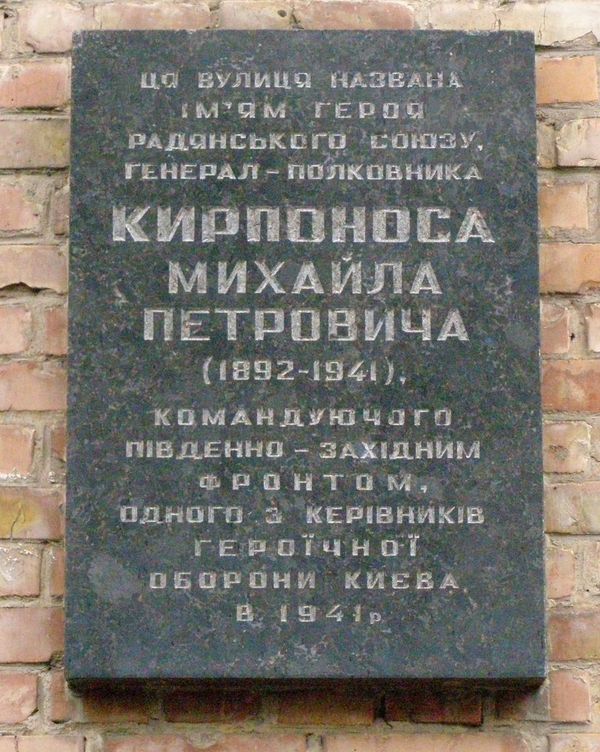 ЦЯ ВУЛИЦЯ НАЗВАНА
ІМ'ЯМ ГЕРОЯ
РАДЯНСЬКОГО СОЮЗУ,
ГЕНЕРАЛ-ПОЛКОВНИКА
КИРПОНОСА
МИХАЙЛА
ПЕТРОВИЧА
(1892-1941),
КОМАНДУЮЧОГО
ПІВДЕННО-ЗАХІДНИМ
ФРОНТОМ,
ОДНОГО З КЕРІВНИКІВ
ГЕРОЇЧНОЇ
ОБОРОНИ КИЄВА
В 1941р